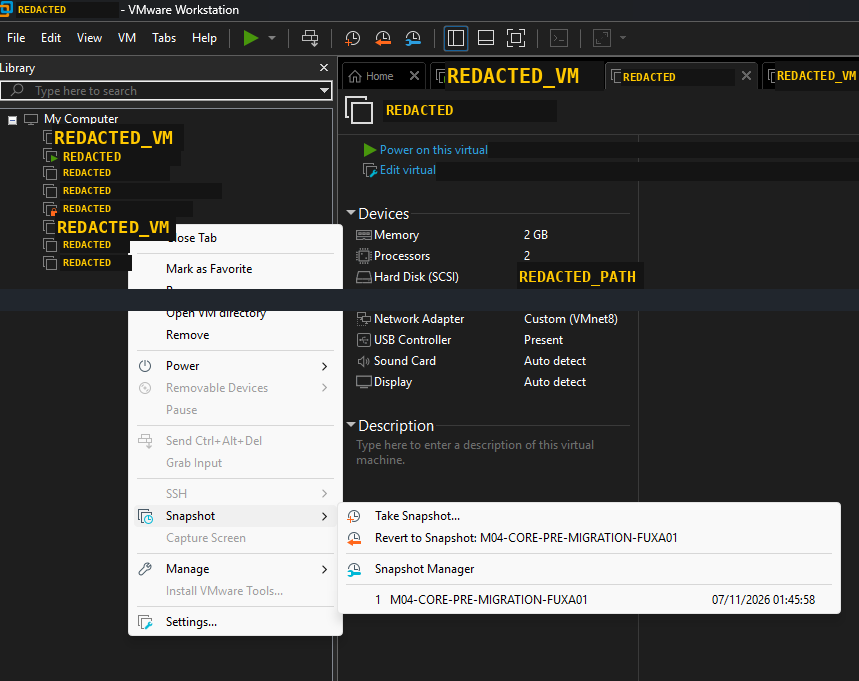 REDACTED - VMware Workstation
File Edit View VM Tabs Help
Library
Type here to search
My Computer
REDACTED_VM
REDACTED
REDACTED
REDACTED
REDACTED
REDACTED_VM
REDACTED
REDACTED
Home
REDACTED_VM
REDACTED
REDACTED_VM
REDACTED
Power on this virtual
Edit virtual
Devices
Memory 2 GB
Processors 2
Hard Disk (SCSI) REDACTED_PATH
Network Adapter Custom (VMnet8)
USB Controller Present
Sound Card Auto detect
Display Auto detect
Description
Type here to enter a description of this virtual
machine.
Close Tab
Mark as Favorite
Open VM directory
Remove
Power
Removable Devices
Pause
Send Ctrl+Alt+Del
Grab Input
SSH
Snapshot
Capture Screen
Manage
Install VMware Tools...
Settings...
Take Snapshot...
Revert to Snapshot: M04-CORE-PRE-MIGRATION-FUXA01
Snapshot Manager
1 M04-CORE-PRE-MIGRATION-FUXA01 07/11/2026 01:45:58